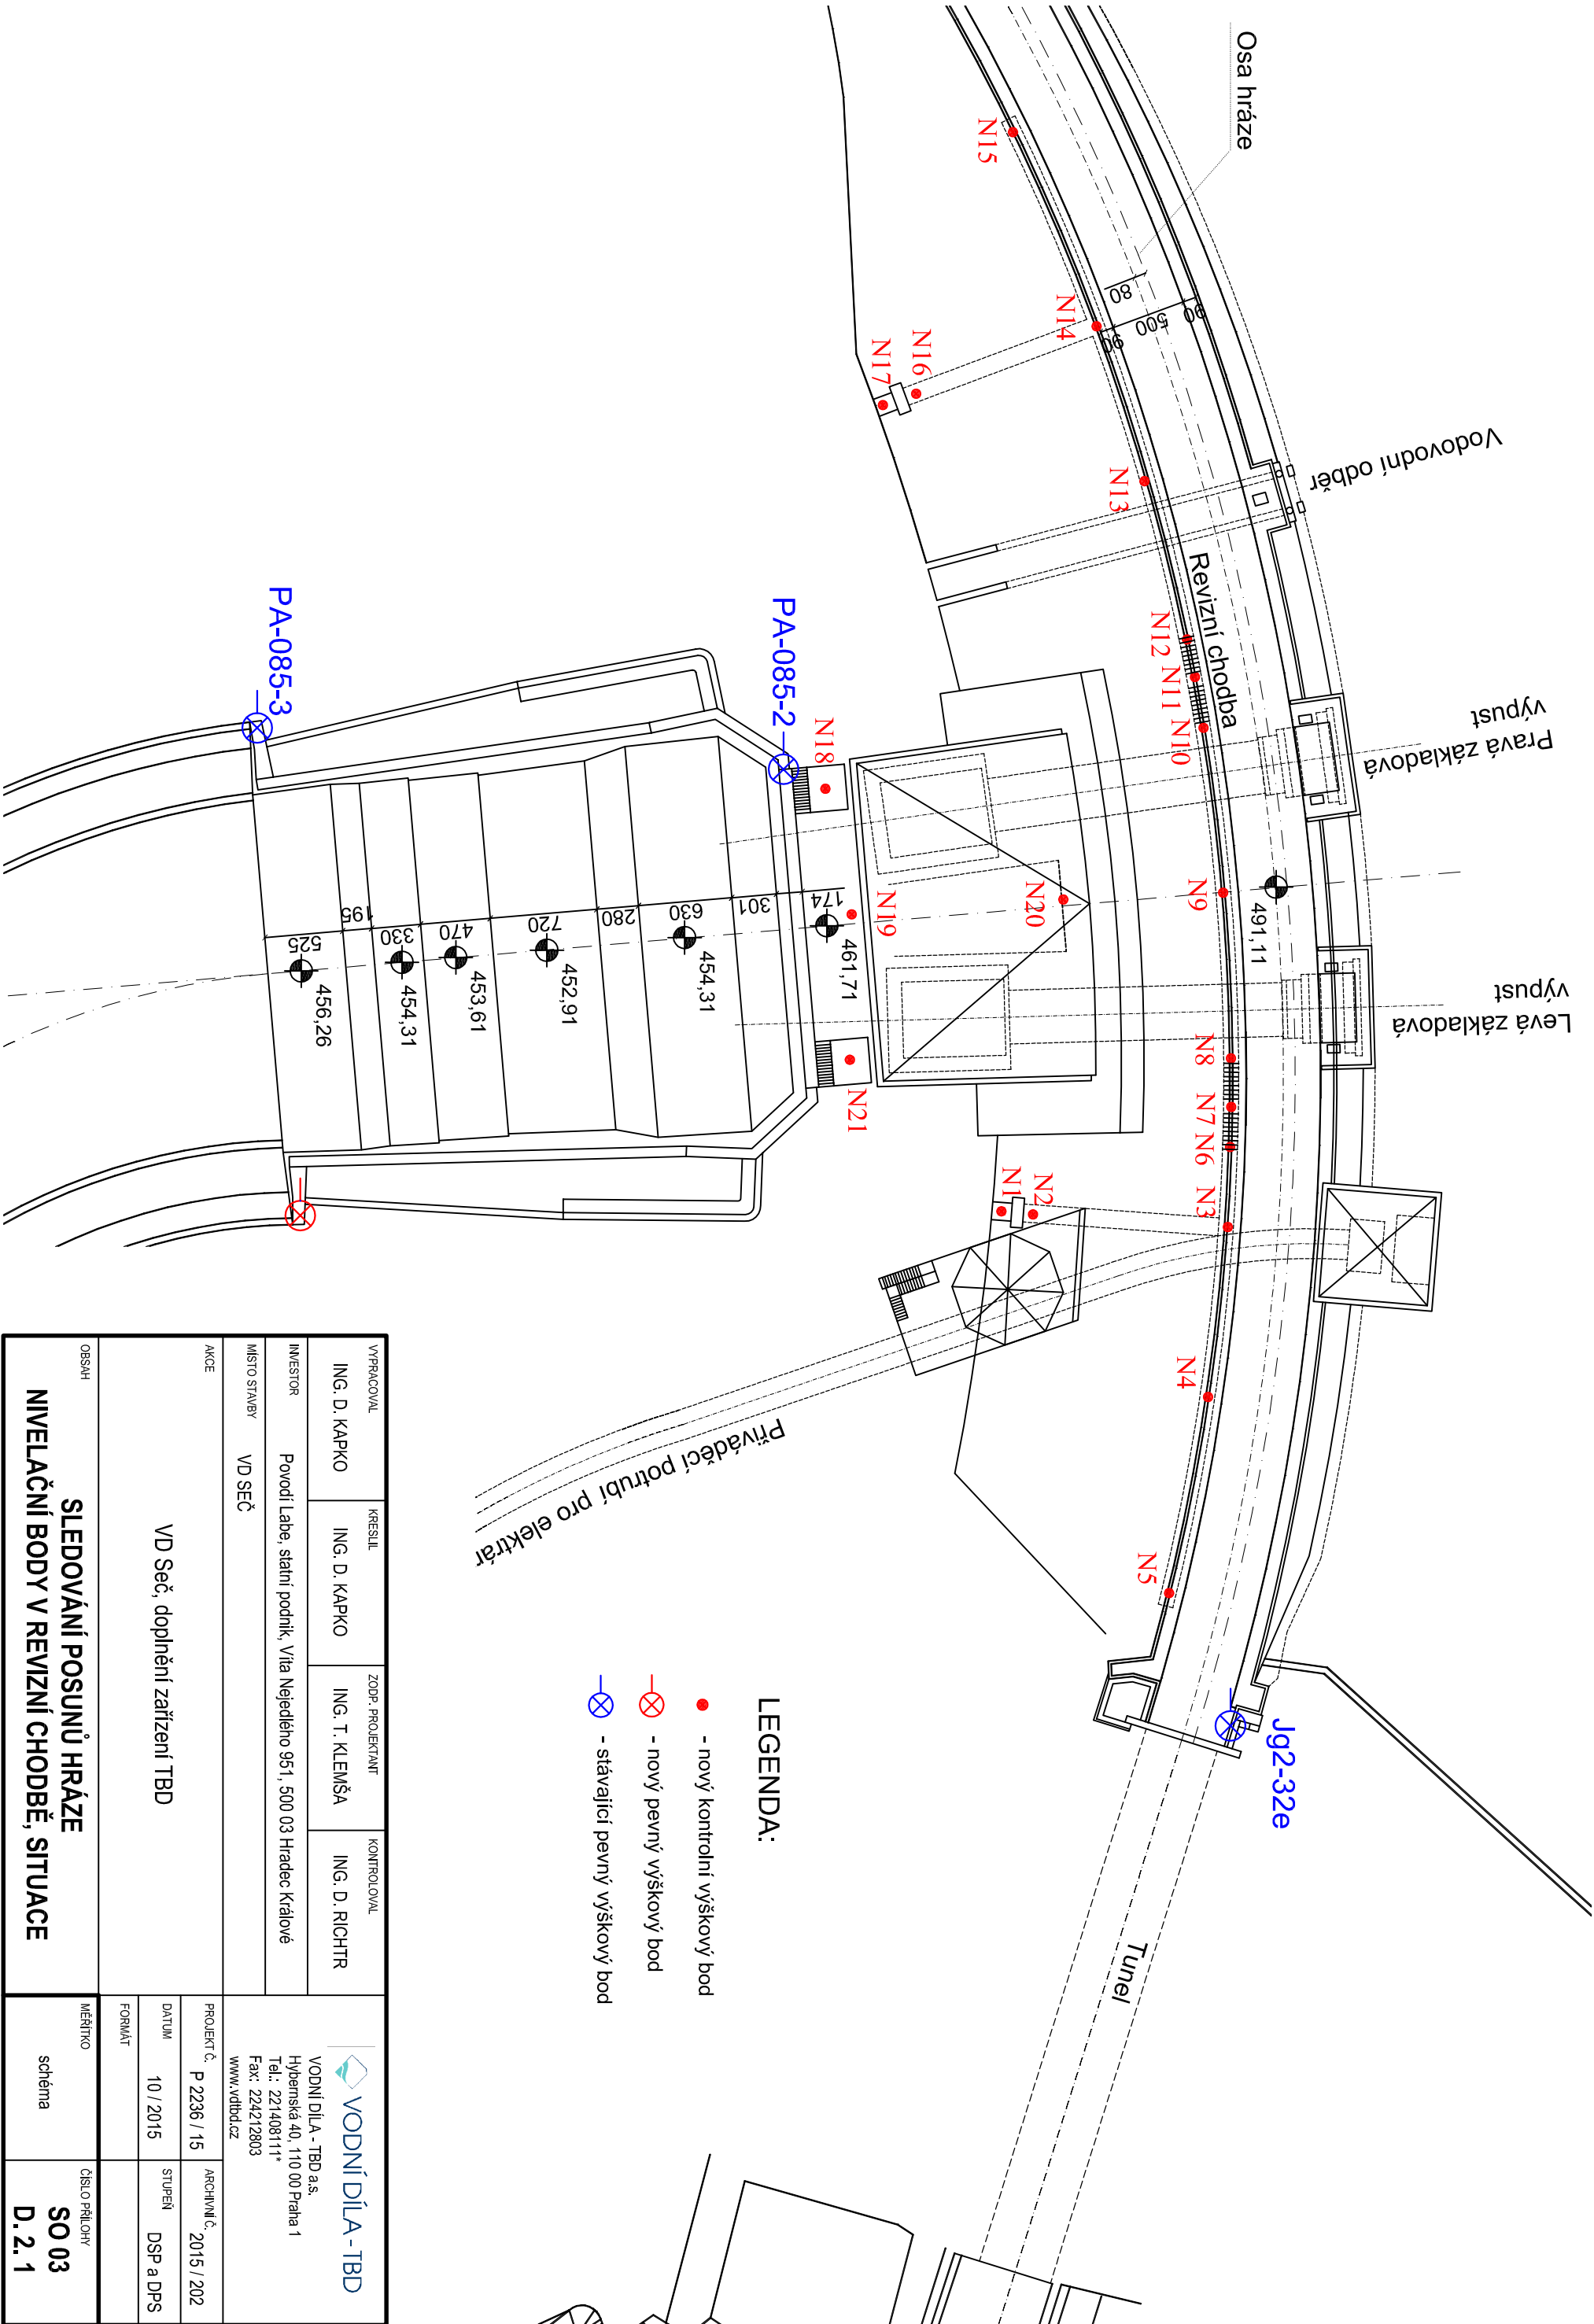 Osa hráze
N15
N14
N16
N17
N13
80
90
500
90
Vodovodní odběr
Revizní chodba
N12
N11
N10
N9
N8
N7
N6
N3
N4
N5
Pravá základová
výpust
Levá základová
výpust
491,11
PA-085-3
PA-085-2
N18
N19
N20
N21
N1
N2
174
301
630
280
720
470
330
195
525
461,71
454,31
452,91
453,61
454,31
456,26
Přiváděcí potrubí pro elektrár
Jg2-32e
Tunel
LEGENDA:
- nový kontrolní výškový bod
- nový pevný výškový bod
- stávající pevný výškový bod
VYPRACOVAL
ING. D. KAPKO
KRESLIL
ING. D. KAPKO
ZODP. PROJEKTANT
ING. T. KLEMŠA
KONTROLOVAL
ING. D. RICHTR
INVESTOR
Povodí Labe, statní podnik, Víta Nejedlého 951, 500 03 Hradec Králové
MÍSTO STAVBY
VD SEČ
AKCE
VD Seč, doplnění zařízení TBD
OBSAH
SLEDOVÁNÍ POSUNŮ HRÁZE
NIVELAČNÍ BODY V REVIZNÍ CHODBĚ, SITUACE
VODNÍ DÍLA - TBD
VODNÍ DÍLA - TBD a.s.
Hybernská 40, 110 00 Praha 1
Tel.: 221408111*
Fax: 224212803
www.vdtbd.cz
PROJEKT Č.
P 2236 / 15
ARCHIVNÍ Č.
2015 / 202
DATUM
10 / 2015
STUPEŇ
DSP a DPS
FORMÁT
MĚŘÍTKO
schéma
ČÍSLO PŘÍLOHY
SO 03
D. 2. 1